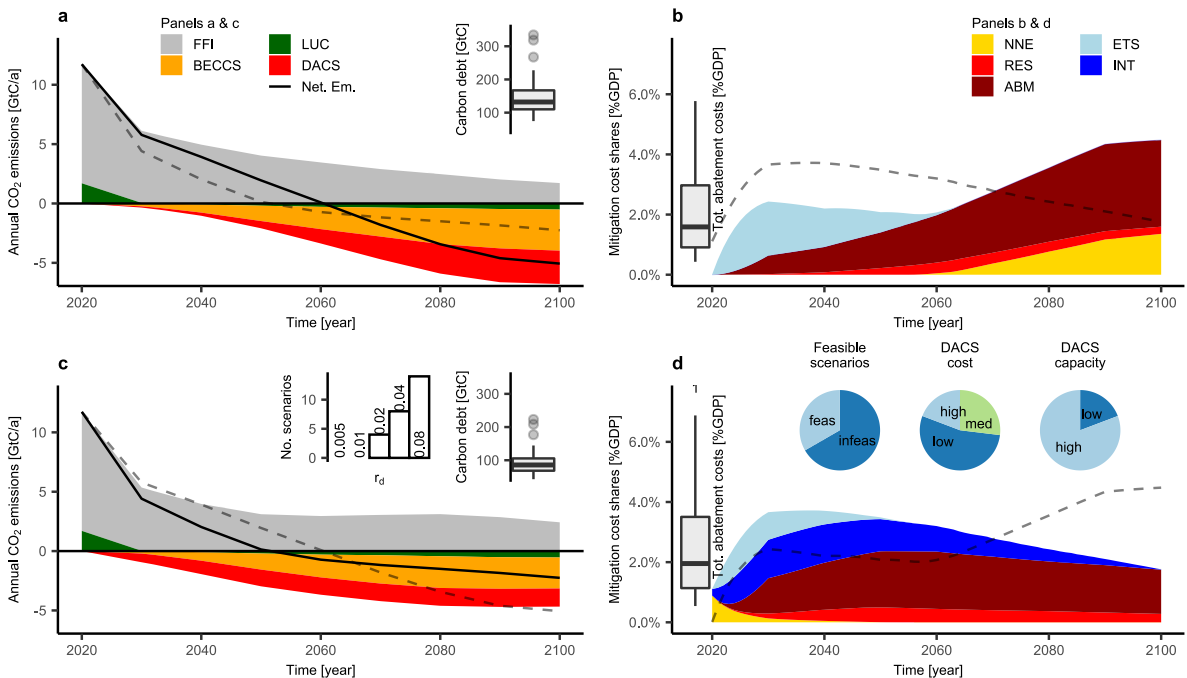 a
Panels a & c
FFI
LUC
BECCS
DACS
Net. Em.
Annual CO₂ emissions [GtC/a]
10
5
0
-5
2020
2040
2060
2080
2100
Time [year]
Carbon debt [GtC]
300
200
100
b
Panels b & d
NNE
ETS
RES
INT
ABM
Mitigation cost shares [%GDP]
6.0%
4.0%
2.0%
0.0%
Tot. abatement costs [%GDP]
2020
2040
2060
2080
2100
Time [year]
c
Annual CO₂ emissions [GtC/a]
10
5
0
-5
2020
2040
2060
2080
2100
Time [year]
No. scenarios
10
5
0
0.005
0.01
0.02
0.04
0.08
r_d
Carbon debt [GtC]
300
200
100
d
Feasible
scenarios
feas
infeas
DACS
cost
high
med
low
DACS
capacity
low
high
Mitigation cost shares [%GDP]
6.0%
4.0%
2.0%
0.0%
Tot. abatement costs [%GDP]
2020
2040
2060
2080
2100
Time [year]